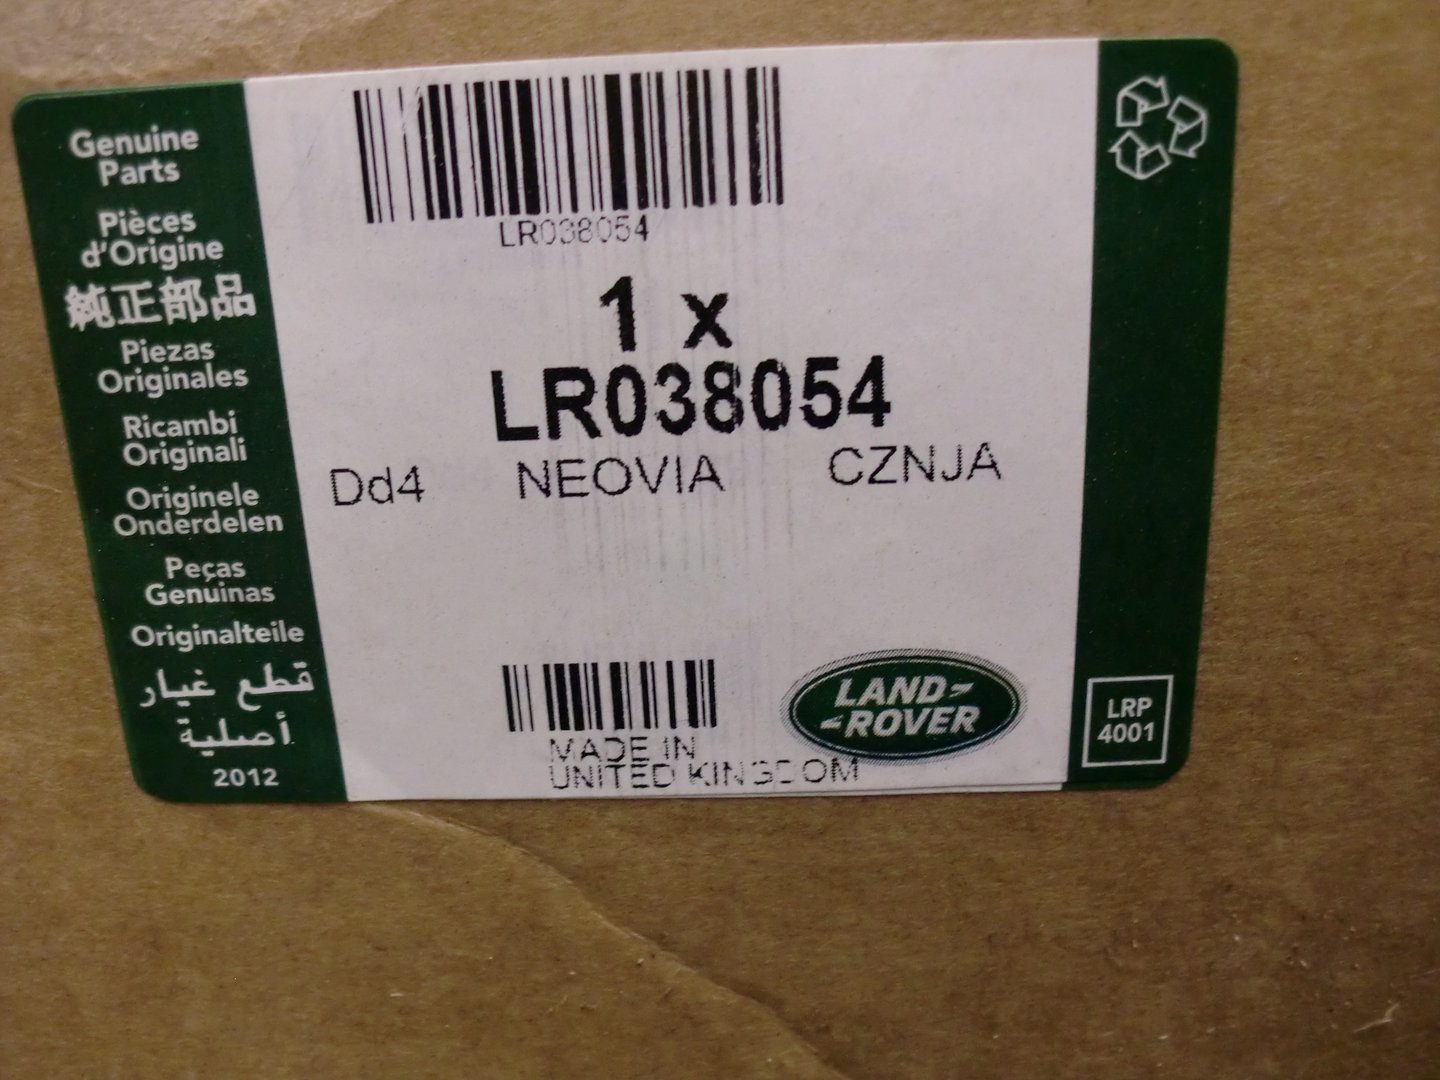 Genuine
Parts
Pièces
d'Origine
純正部品
Piezas
Originales
Ricambi
Originali
Originele
Onderdelen
Peças
Genuinas
Originalteile
قطع غيار
أصلية
2012
LR038054
1 x
LR038054
Dd4 NEOVIA CZNJA
MADE IN
UNITED KINGDOM
LAND-
-ROVER
LRP
4001